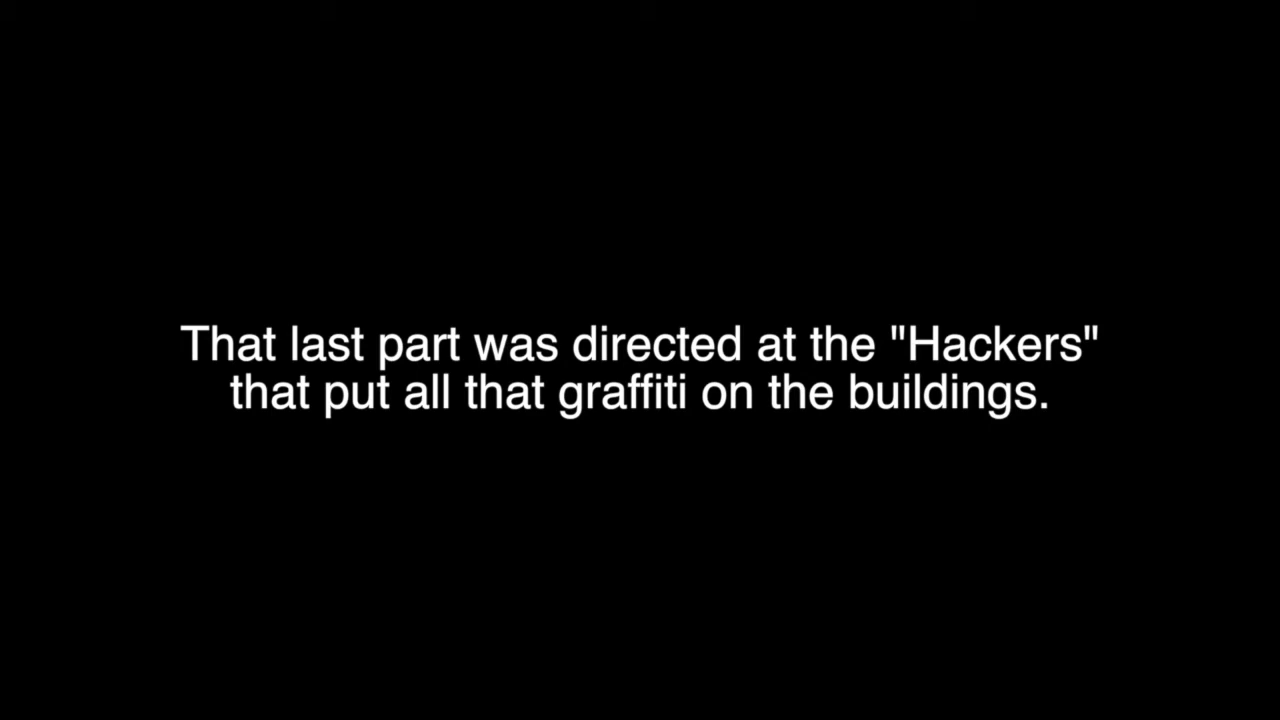 That last part was directed at the "Hackers"
that put all that graffiti on the buildings.